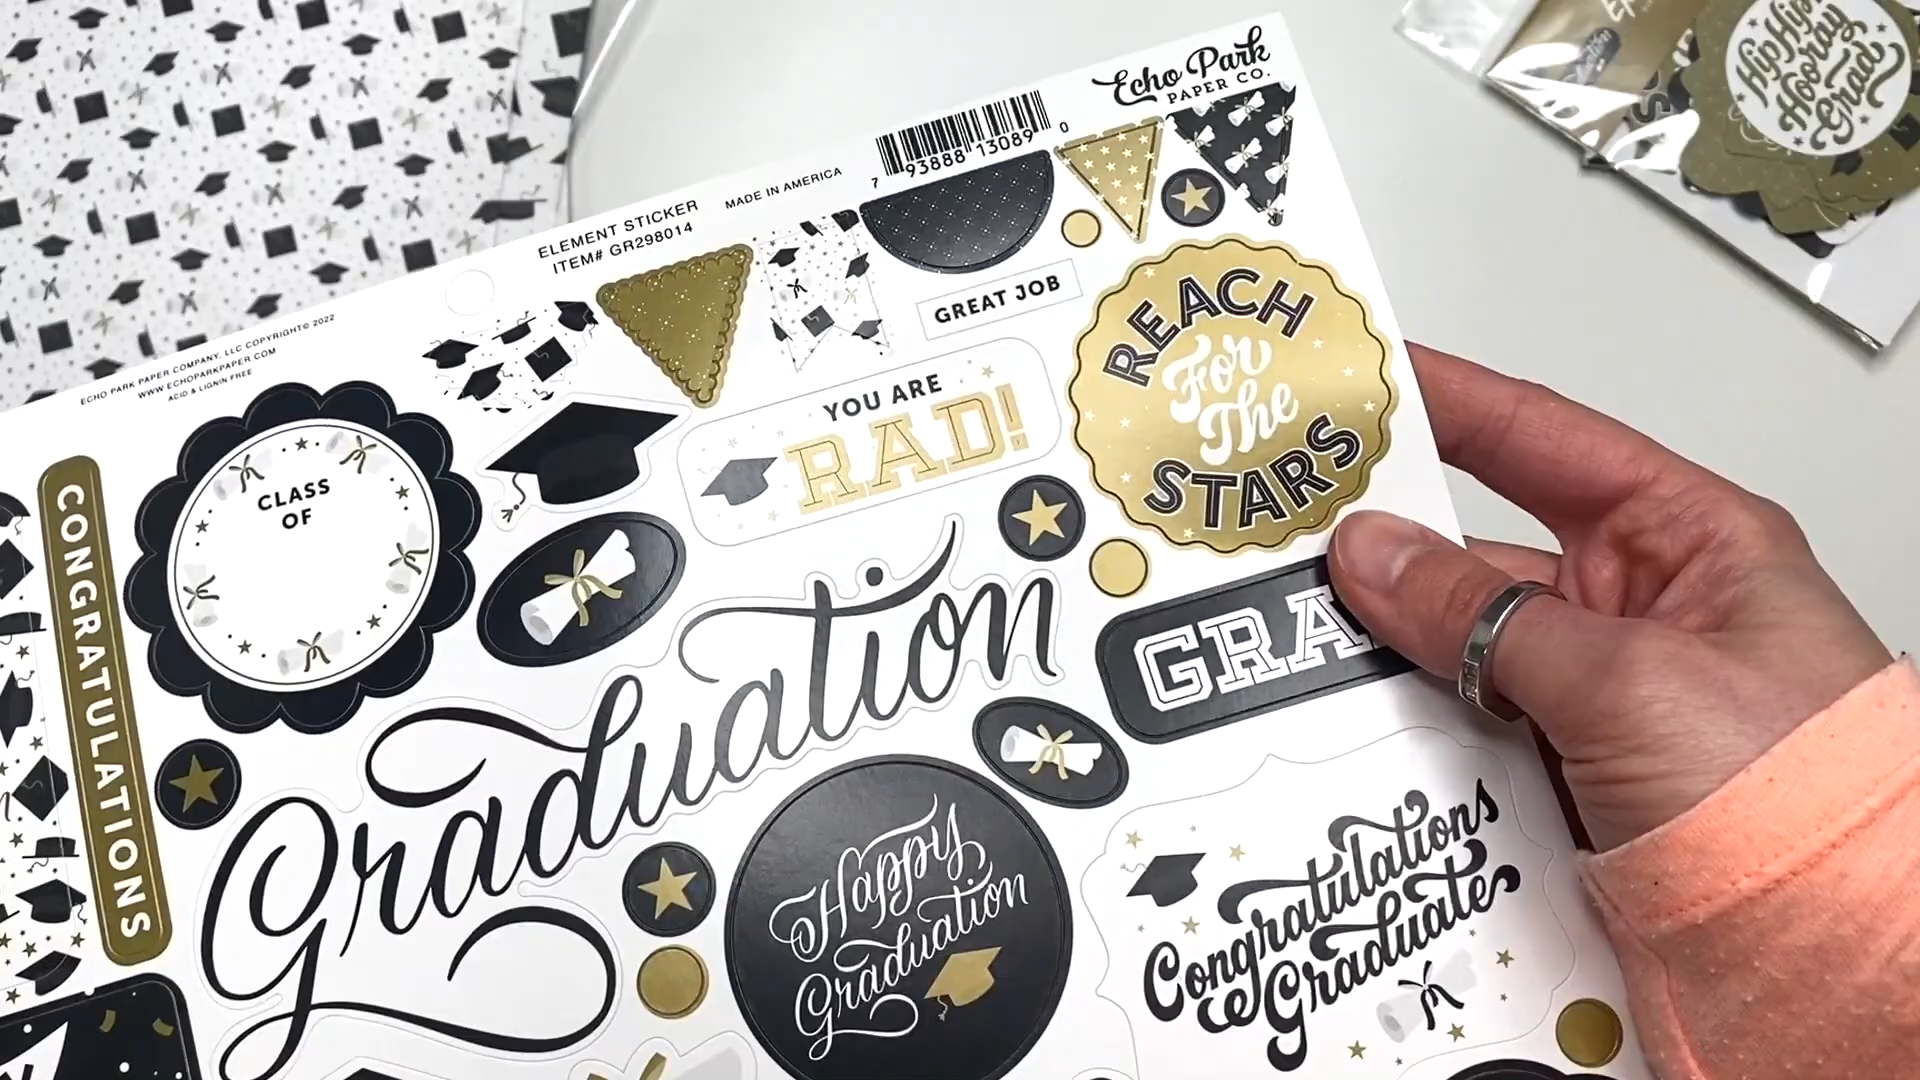 Echo Park
PAPER CO.
7 93888 13089 0
MADE IN AMERICA
ELEMENT STICKER
ITEM# GR298014
ECHO PARK PAPER COMPANY, LLC COPYRIGHT© 2022
WWW.ECHOPARKPAPER.COM
ACID & LIGNIN FREE
Hip Hip
Hooray
Grad
GREAT JOB
REACH
For
The
STARS
YOU ARE
RAD!
CLASS
OF
CONGRATULATIONS
Graduation
GRA
Happy
Graduation
Congratulations
Graduate